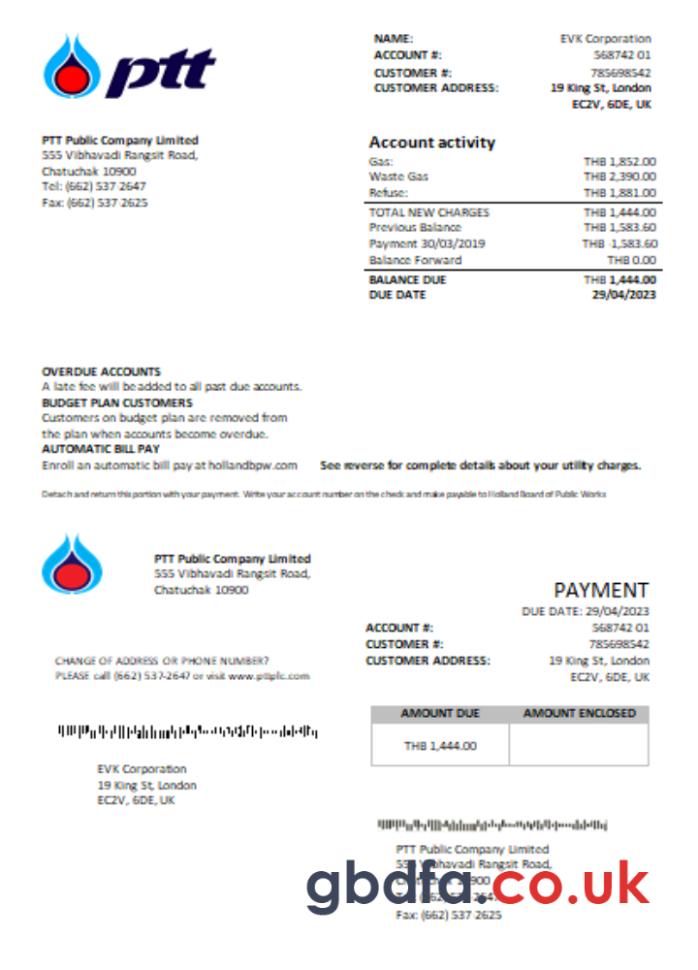 ptt
NAME: EVK Corporation
ACCOUNT #: 568742 01
CUSTOMER #: 785698542
CUSTOMER ADDRESS: 19 King St, London
EC2V, 6DE, UK
PTT Public Company Limited
555 Vibhavadi Rangsit Road,
Chatuchak 10900
Tel: (662) 537 2647
Fax: (662) 537 2625
Account activity
Gas: THB 1,852.00
Waste Gas THB 2,390.00
Refuse: THB 1,881.00
TOTAL NEW CHARGES THB 1,444.00
Previous Balance THB 1,583.60
Payment 30/03/2019 THB 1,583.60
Balance Forward THB 0.00
BALANCE DUE THB 1,444.00
DUE DATE 29/04/2023
OVERDUE ACCOUNTS
A late fee will be added to all past due accounts.
BUDGET PLAN CUSTOMERS
Customers on budget plan are removed from
the plan when accounts become overdue.
AUTOMATIC BILL PAY
Enroll an automatic bill pay at hollandbpw.com See reverse for complete details about your utility charges.
Detach and return this portion with your payment. Write your account number on the check and make payable to Holland Board of Public Works
PTT Public Company Limited
555 Vibhavadi Rangsit Road,
Chatuchak 10900
PAYMENT
DUE DATE: 29/04/2023
ACCOUNT #: 568742 01
CUSTOMER #: 785698542
CUSTOMER ADDRESS: 19 King St, London
EC2V, 6DE, UK
CHANGE OF ADDRESS OR PHONE NUMBER?
PLEASE call (662) 537-2647 or visit www.pttplc.com
AMOUNT DUE AMOUNT ENCLOSED
THB 1,444.00
EVK Corporation
19 King St, London
EC2V, 6DE, UK
PTT Public Company Limited
Vibhavadi Rangsit Road,
gbdfa.co.uk
Fax: (662) 537 2625